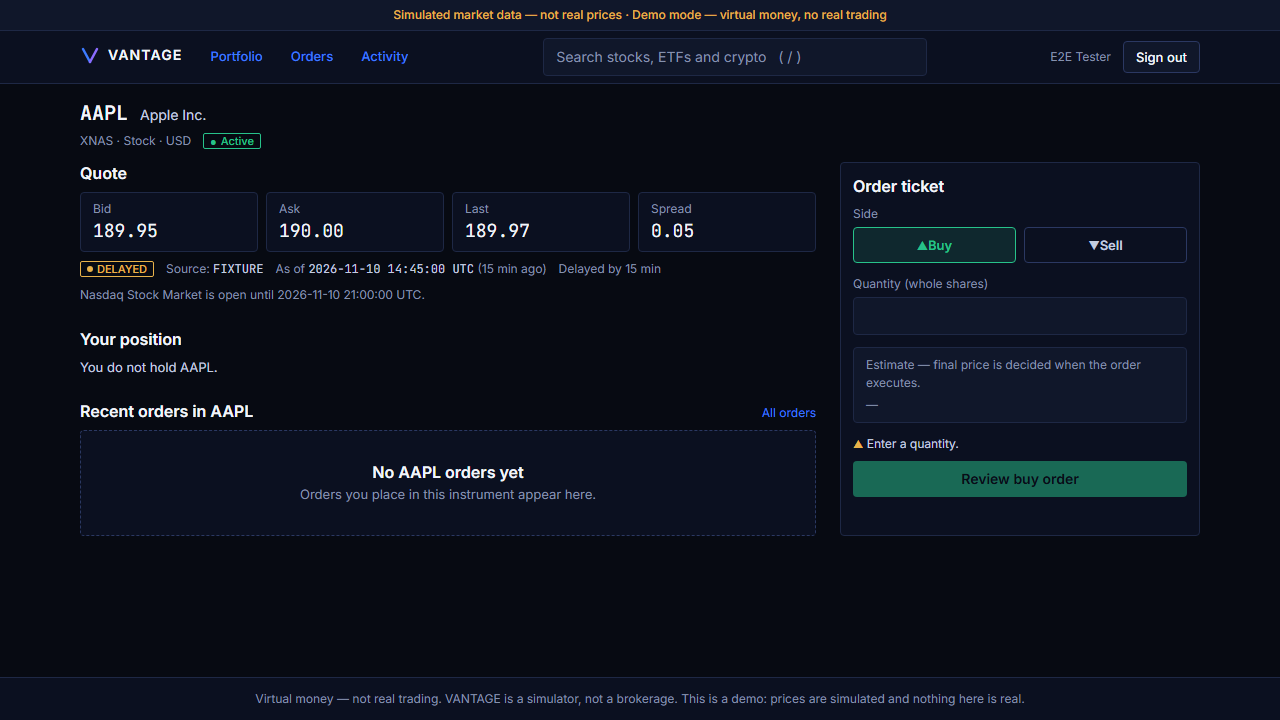 Simulated market data — not real prices · Demo mode — virtual money, no real trading
VANTAGE Portfolio Orders Activity Search stocks, ETFs and crypto ( / ) E2E Tester Sign out
AAPL Apple Inc.
XNAS · Stock · USD Active
Quote
Bid Ask Last Spread
189.95 190.00 189.97 0.05
DELAYED Source: FIXTURE As of 2026-11-10 14:45:00 UTC (15 min ago) Delayed by 15 min
Nasdaq Stock Market is open until 2026-11-10 21:00:00 UTC.
Your position
You do not hold AAPL.
Recent orders in AAPL All orders
No AAPL orders yet
Orders you place in this instrument appear here.
Order ticket
Side
▲Buy ▼Sell
Quantity (whole shares)
Estimate — final price is decided when the order
executes.
—
▲ Enter a quantity.
Review buy order
Virtual money — not real trading. VANTAGE is a simulator, not a brokerage. This is a demo: prices are simulated and nothing here is real.